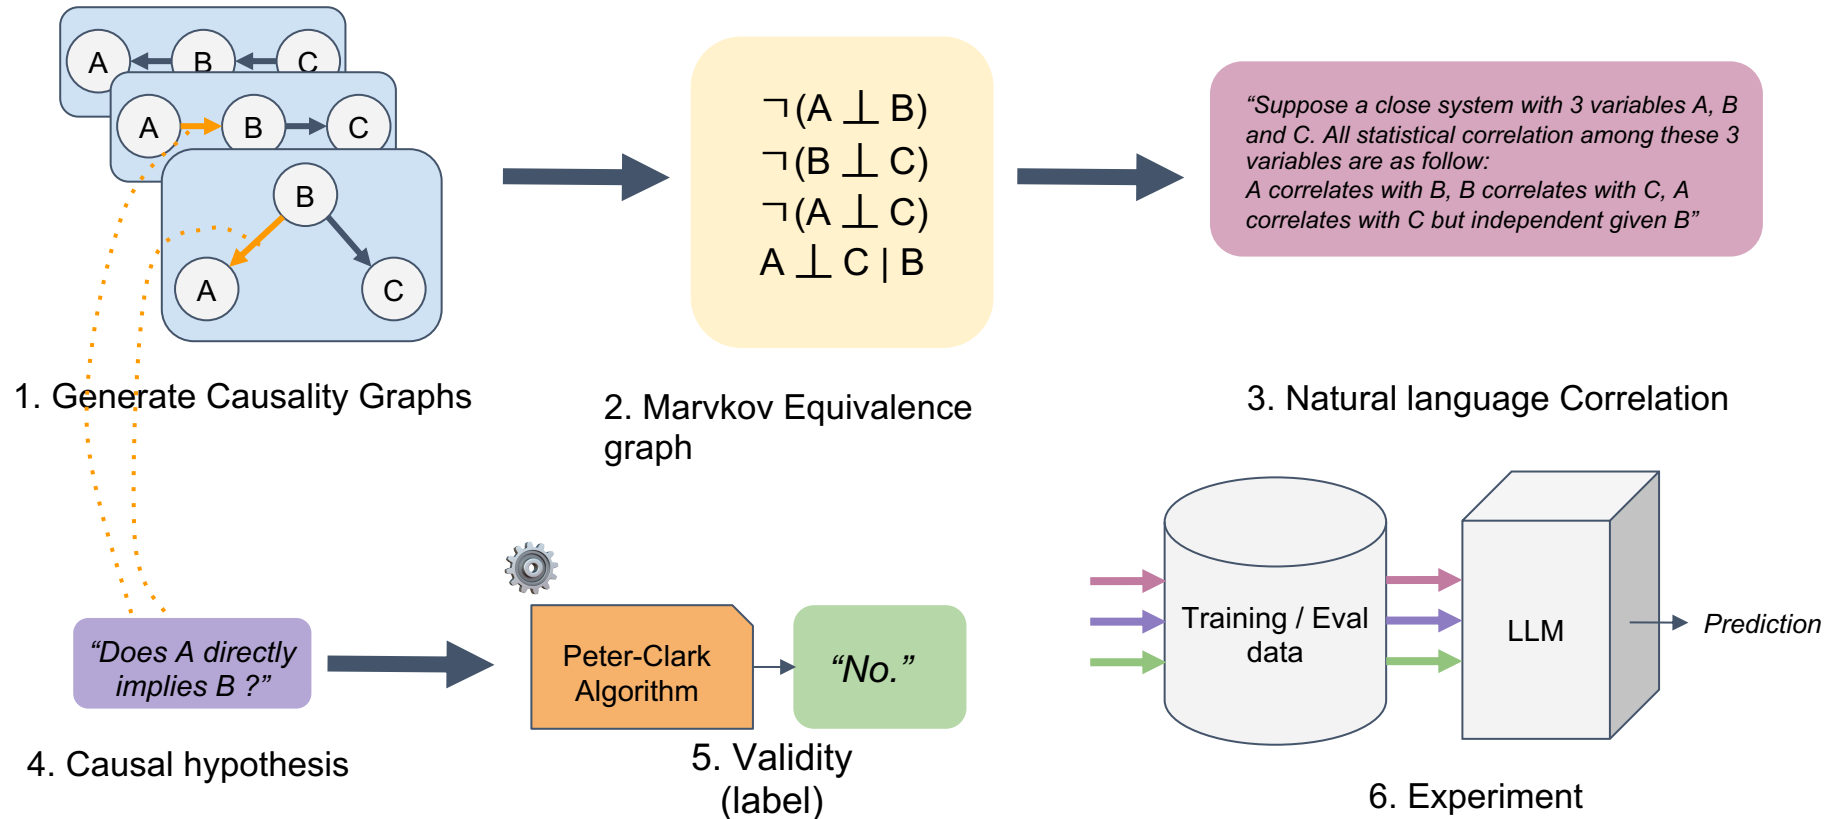 A
B
C
A
B
C
B
A
C
1. Generate Causality Graphs
¬(A ⊥ B)
¬(B ⊥ C)
¬(A ⊥ C)
A ⊥ C | B
2. Marvkov Equivalence
graph
“Suppose a close system with 3 variables A, B
and C. All statistical correlation among these 3
variables are as follow:
A correlates with B, B correlates with C, A
correlates with C but independent given B”
3. Natural language Correlation
“Does A directly
implies B ?”
4. Causal hypothesis
Peter-Clark
Algorithm
“No.”
5. Validity
(label)
Training / Eval
data
LLM
Prediction
6. Experiment